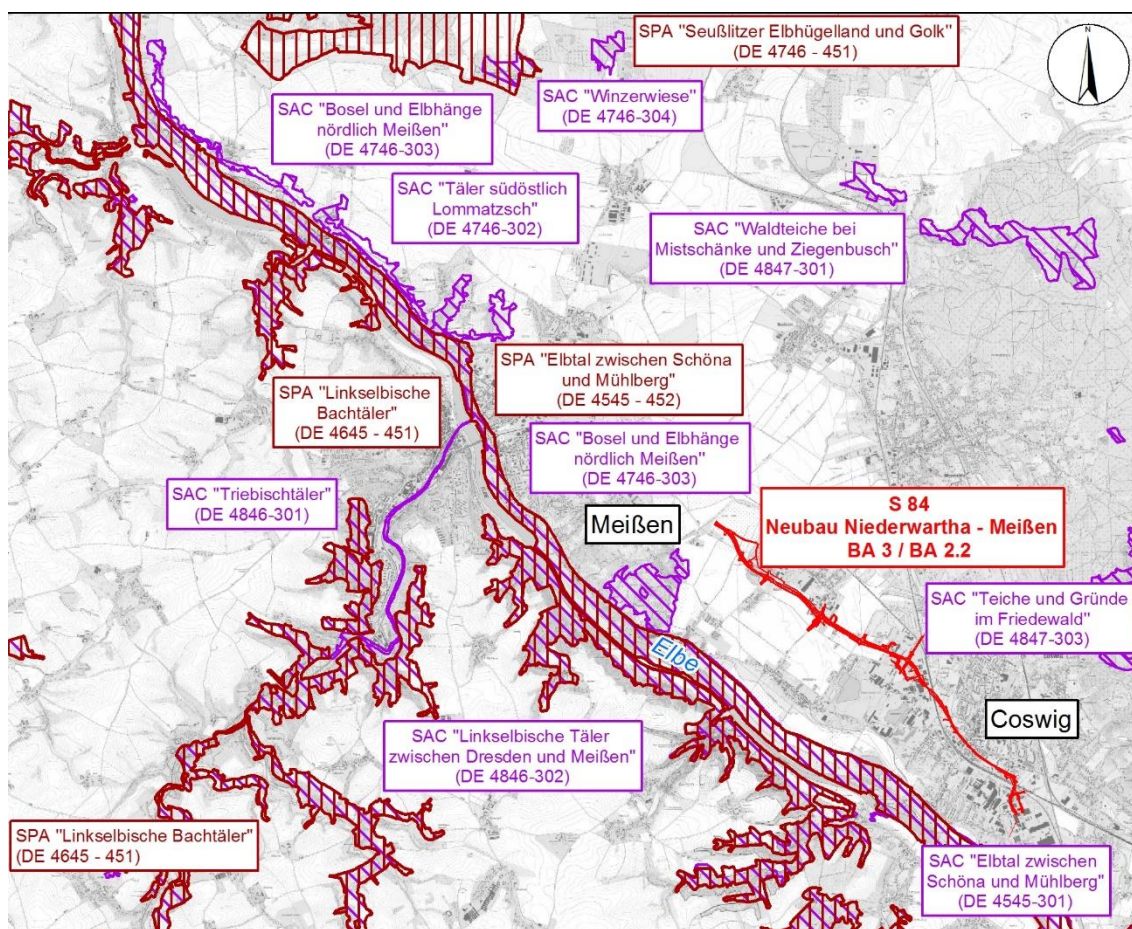 SPA "Seußlitzer Elbhügelland und Golk"
(DE 4746 - 451)
N
SAC "Bosel und Elbhänge
nördlich Meißen"
(DE 4746-303)
SAC "Winzerwiese"
(DE 4746-304)
SAC "Täler südöstlich
Lommatzsch"
(DE 4746-302)
SAC "Waldteiche bei
Mistschänke und Ziegenbusch"
(DE 4847-301)
SPA "Elbtal zwischen Schöna
und Mühlberg"
(DE 4545 - 452)
SPA "Linkselbische
Bachtäler"
(DE 4645 - 451)
SAC "Bosel und Elbhänge
nördlich Meißen"
(DE 4746-303)
SAC "Triebischtäler"
(DE 4846-301)
S 84
Neubau Niederwartha - Meißen
BA 3 / BA 2.2
Meißen
SAC "Teiche und Gründe
im Friedewald"
(DE 4847-303)
Elbe
Coswig
SAC "Linkselbische Täler
zwischen Dresden und Meißen"
(DE 4846-302)
SPA "Linkselbische Bachtäler"
(DE 4645 - 451)
SAC "Elbtal zwischen
Schöna und Mühlberg"
(DE 4545-301)